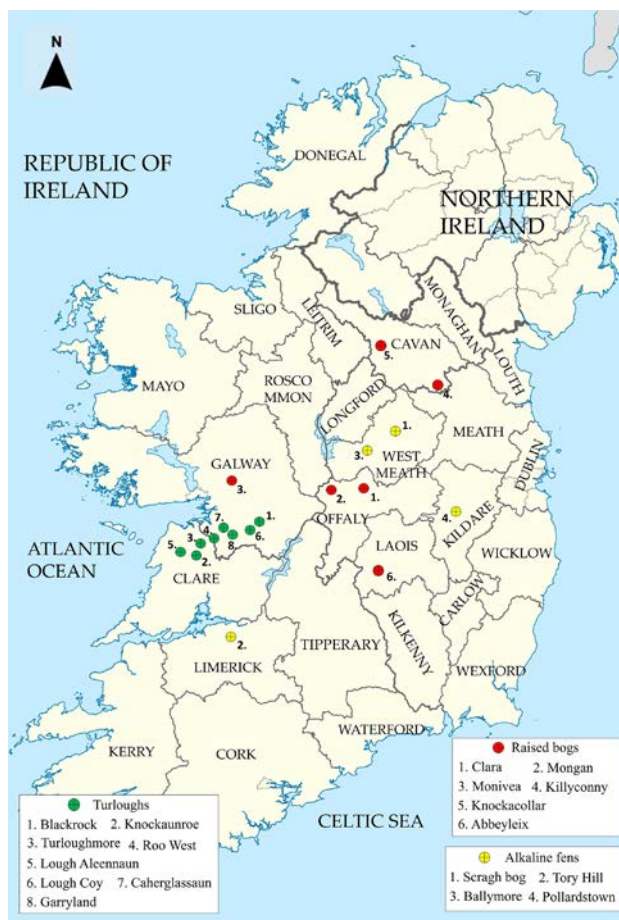 N
REPUBLIC OF
IRELAND
DONEGAL
NORTHERN
IRELAND
SLIGO
LEITRIM
MONAGHAN
CAVAN
5.
LOUTH
MAYO
ROSCO
MMON
LONGFORD
4.
1.
3.
WEST
MEATH
MEATH
DUBLIN
GALWAY
3.
2.
1.
OFFALY
KILDARE
4.
7.
1.
4.
3.
8.
6.
5.
2.
ATLANTIC
OCEAN
CLARE
LAOIS
6.
WICKLOW
CARLOW
KILKENNY
2.
LIMERICK
TIPPERARY
WEXFORD
WATERFORD
KERRY
CORK
CELTIC SEA
Turloughs
1. Blackrock 2. Knockaunroe
3. Turloughmore 4. Roo West
5. Lough Aleennaun
6. Lough Coy 7. Caherglassaun
8. Garryland
Raised bogs
1. Clara 2. Mongan
3. Monivea 4. Killyconny
5. Knockacollar
6. Abbeyleix
Alkaline fens
1. Scragh bog 2. Tory Hill
3. Ballymore 4. Pollardstown